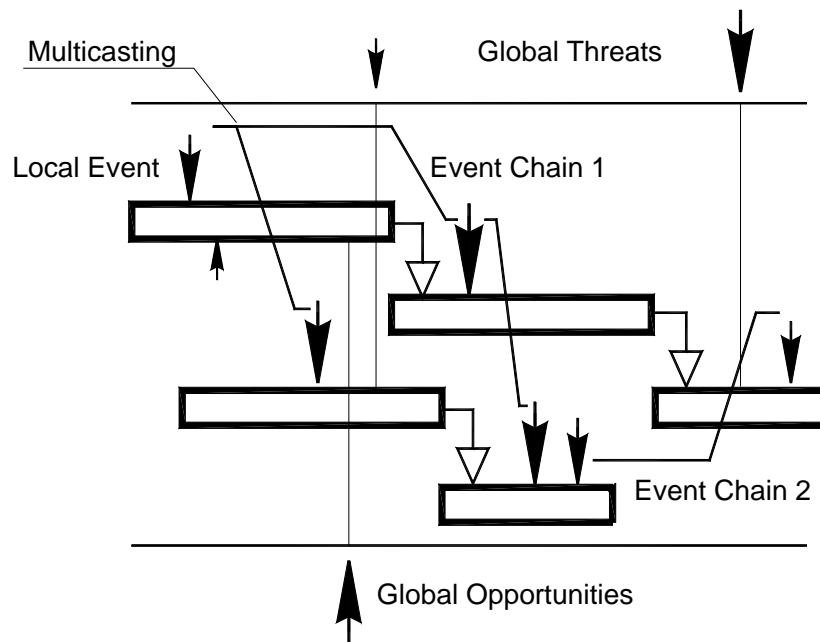 Multicasting
Global Threats
Local Event
Event Chain 1
Event Chain 2
Global Opportunities